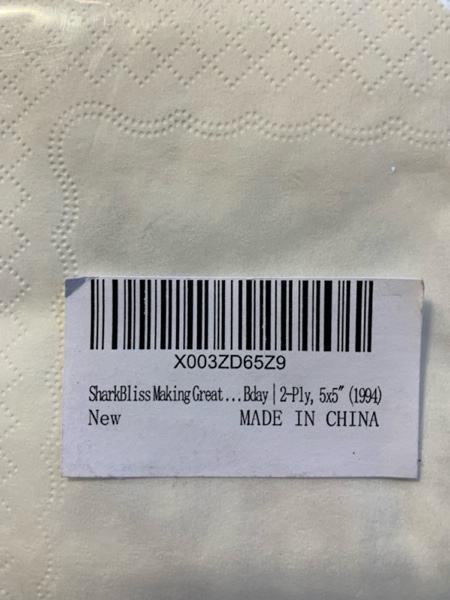 X003ZD65Z9
SharkBliss Making Great...Bday | 2-Ply, 5x5" (1994)
New MADE IN CHINA